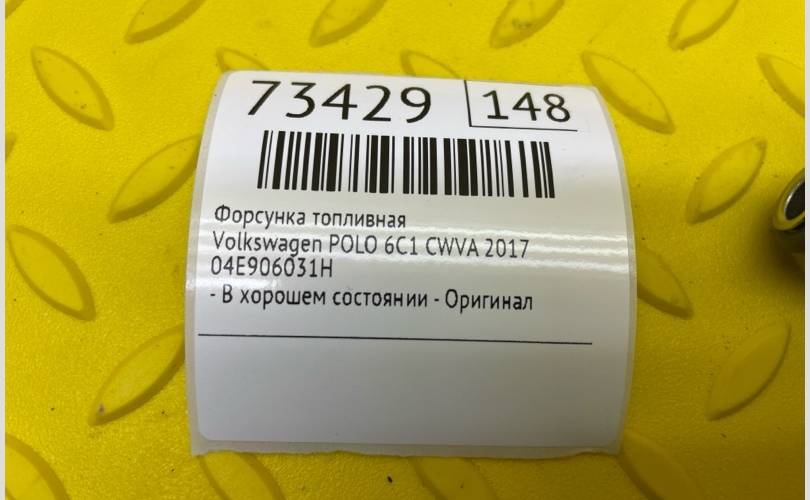 73429 148
Форсунка топливная
Volkswagen POLO 6C1 CWVA 2017
04E906031H
- В хорошем состоянии - Оригинал